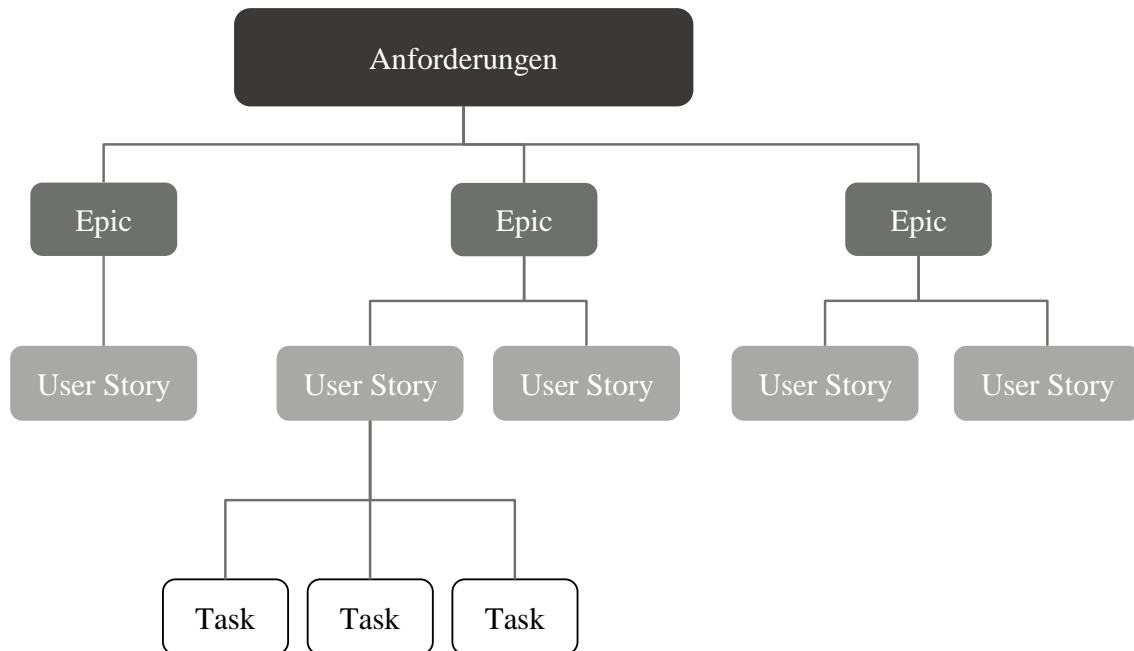 Anforderungen
Epic
Epic
Epic
User Story
User Story
User Story
User Story
User Story
Task
Task
Task